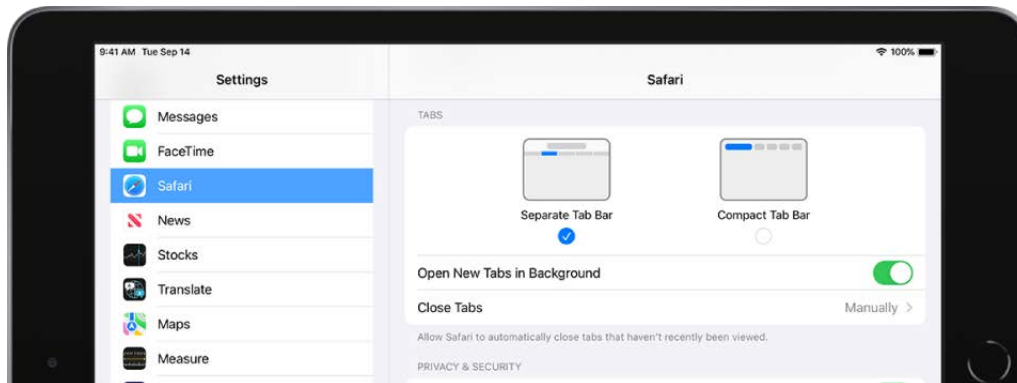 9:41 AM Tue Sep 14
100%
Settings
Safari
Messages
FaceTime
Safari
News
Stocks
Translate
Maps
Measure
TABS
Separate Tab Bar
Compact Tab Bar
Open New Tabs in Background
Close Tabs
Manually
Allow Safari to automatically close tabs that haven't recently been viewed.
PRIVACY & SECURITY